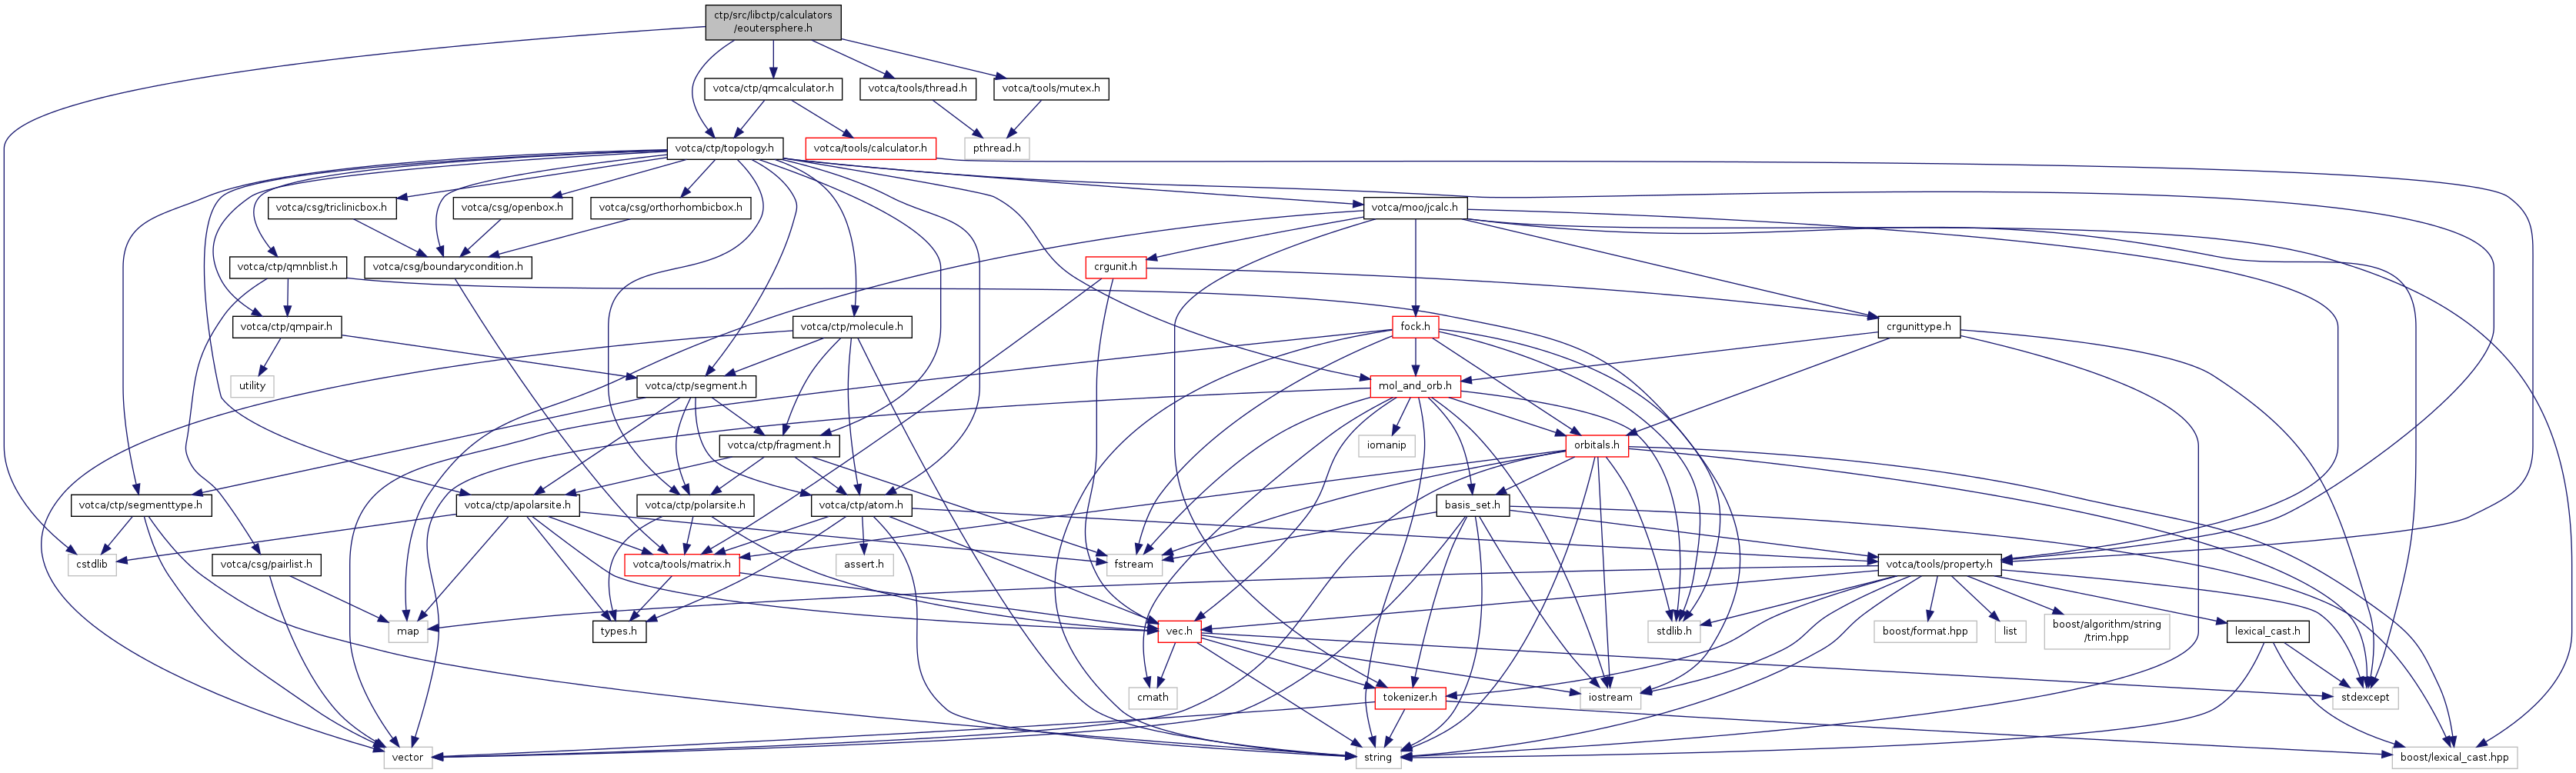 ctp/src/libctp/calculators
/eoutersphere.h
votca/ctp/qmcalculator.h
votca/tools/thread.h
votca/tools/mutex.h
votca/ctp/topology.h
votca/tools/calculator.h
pthread.h
votca/csg/triclinicbox.h
votca/csg/openbox.h
votca/csg/orthorhombicbox.h
votca/moo/jcalc.h
votca/ctp/qmnblist.h
votca/csg/boundarycondition.h
crgunit.h
votca/ctp/qmpair.h
votca/ctp/molecule.h
fock.h
crgunittype.h
utility
votca/ctp/segment.h
mol_and_orb.h
votca/ctp/fragment.h
iomanip
orbitals.h
votca/ctp/segmenttype.h
votca/ctp/apolarsite.h
votca/ctp/polarsite.h
votca/ctp/atom.h
basis_set.h
cstdlib
votca/csg/pairlist.h
votca/tools/matrix.h
assert.h
fstream
votca/tools/property.h
map
types.h
vec.h
stdlib.h
boost/format.hpp
list
boost/algorithm/string
/trim.hpp
lexical_cast.h
cmath
tokenizer.h
iostream
stdexcept
vector
string
boost/lexical_cast.hpp